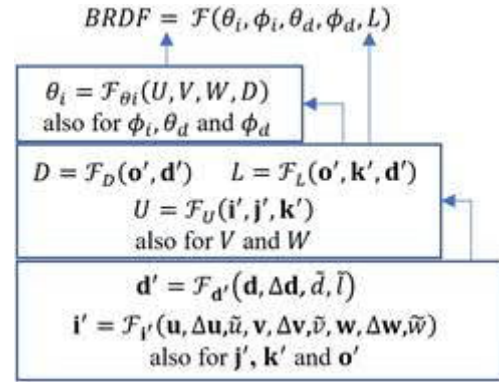 BRDF = ℱ(θᵢ, ϕᵢ, θ_d, ϕ_d, L)
θᵢ = ℱ_θi(U, V, W, D)
also for ϕᵢ, θ_d and ϕ_d
D = ℱ_D(o′, d′) L = ℱ_L(o′, k′, d′)
U = ℱ_U(i′, j′, k′)
also for V and W
d′ = ℱ_d′(d, Δd, d̃, l̃)
i′ = ℱ_i′(u, Δu, ũ, v, Δv, ṽ, w, Δw, w̃)
also for j′, k′ and o′